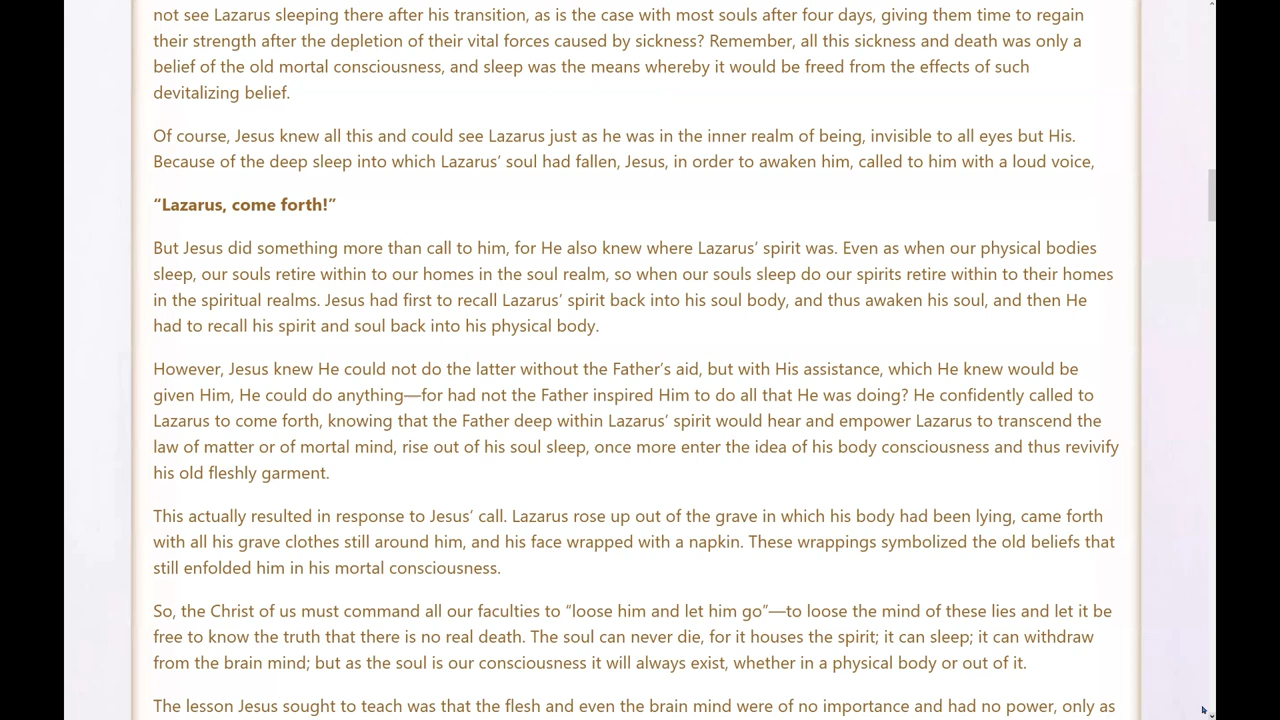 not see Lazarus sleeping there after his transition, as is the case with most souls after four days, giving them time to regain
their strength after the depletion of their vital forces caused by sickness? Remember, all this sickness and death was only a
belief of the old mortal consciousness, and sleep was the means whereby it would be freed from the effects of such
devitalizing belief.
Of course, Jesus knew all this and could see Lazarus just as he was in the inner realm of being, invisible to all eyes but His.
Because of the deep sleep into which Lazarus’ soul had fallen, Jesus, in order to awaken him, called to him with a loud voice,
“Lazarus, come forth!”
But Jesus did something more than call to him, for He also knew where Lazarus’ spirit was. Even as when our physical bodies
sleep, our souls retire within to our homes in the soul realm, so when our souls sleep do our spirits retire within to their homes
in the spiritual realms. Jesus had first to recall Lazarus’ spirit back into his soul body, and thus awaken his soul, and then He
had to recall his spirit and soul back into his physical body.
However, Jesus knew He could not do the latter without the Father’s aid, but with His assistance, which He knew would be
given Him, He could do anything—for had not the Father inspired Him to do all that He was doing? He confidently called to
Lazarus to come forth, knowing that the Father deep within Lazarus’ spirit would hear and empower Lazarus to transcend the
law of matter or of mortal mind, rise out of his soul sleep, once more enter the idea of his body consciousness and thus revivify
his old fleshly garment.
This actually resulted in response to Jesus’ call. Lazarus rose up out of the grave in which his body had been lying, came forth
with all his grave clothes still around him, and his face wrapped with a napkin. These wrappings symbolized the old beliefs that
still enfolded him in his mortal consciousness.
So, the Christ of us must command all our faculties to “loose him and let him go”—to loose the mind of these lies and let it be
free to know the truth that there is no real death. The soul can never die, for it houses the spirit; it can sleep; it can withdraw
from the brain mind; but as the soul is our consciousness it will always exist, whether in a physical body or out of it.
The lesson Jesus sought to teach was that the flesh and even the brain mind were of no importance and had no power, only as